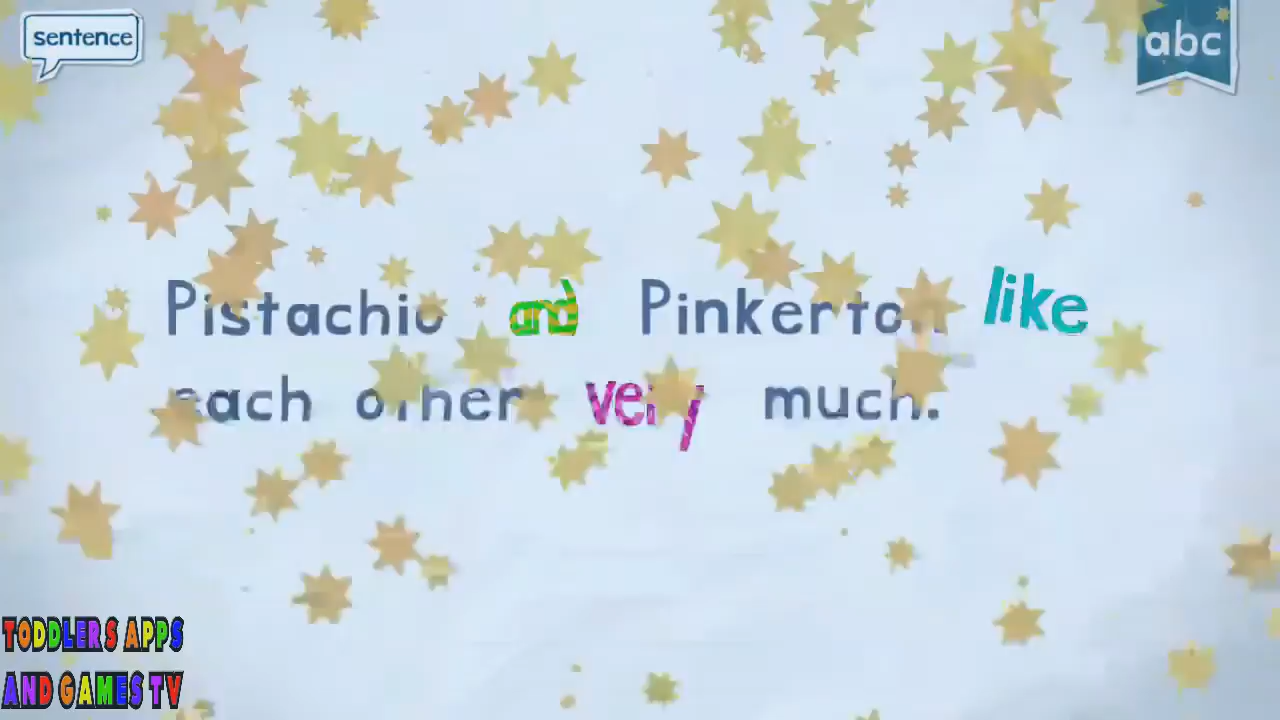 sentence
abc
Pistachio and Pinkerton like
each other very much.
TODDLERS APPS
AND GAMES TV